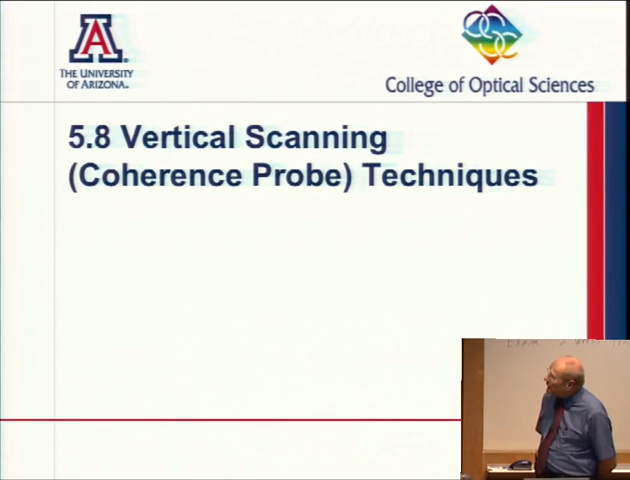 A
THE UNIVERSITY
OF ARIZONA.
College of Optical Sciences
5.8 Vertical Scanning
(Coherence Probe) Techniques